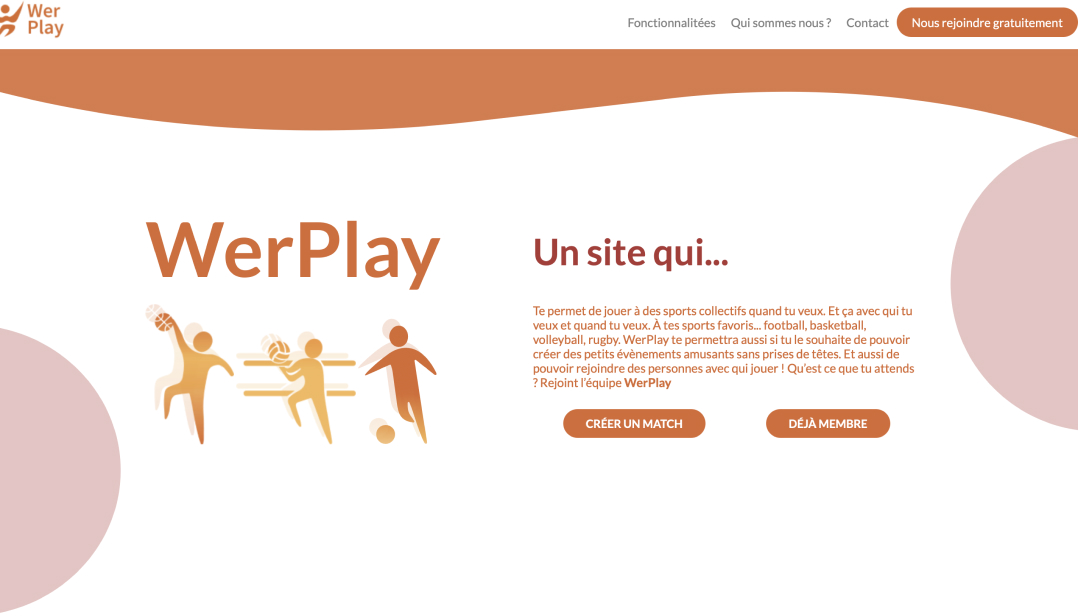 Wer
Play
Fonctionnalitées Qui sommes nous ? Contact Nous rejoindre gratuitement
WerPlay
Un site qui...
Te permet de jouer à des sports collectifs quand tu veux. Et ça avec qui tu
veux et quand tu veux. À tes sports favoris... football, basketball,
volleyball, rugby. WerPlay te permettra aussi si tu le souhaite de pouvoir
créer des petits évènements amusants sans prises de têtes. Et aussi de
pouvoir rejoindre des personnes avec qui jouer ! Qu'est ce que tu attends
? Rejoint l'équipe WerPlay
CRÉER UN MATCH DÉJÀ MEMBRE